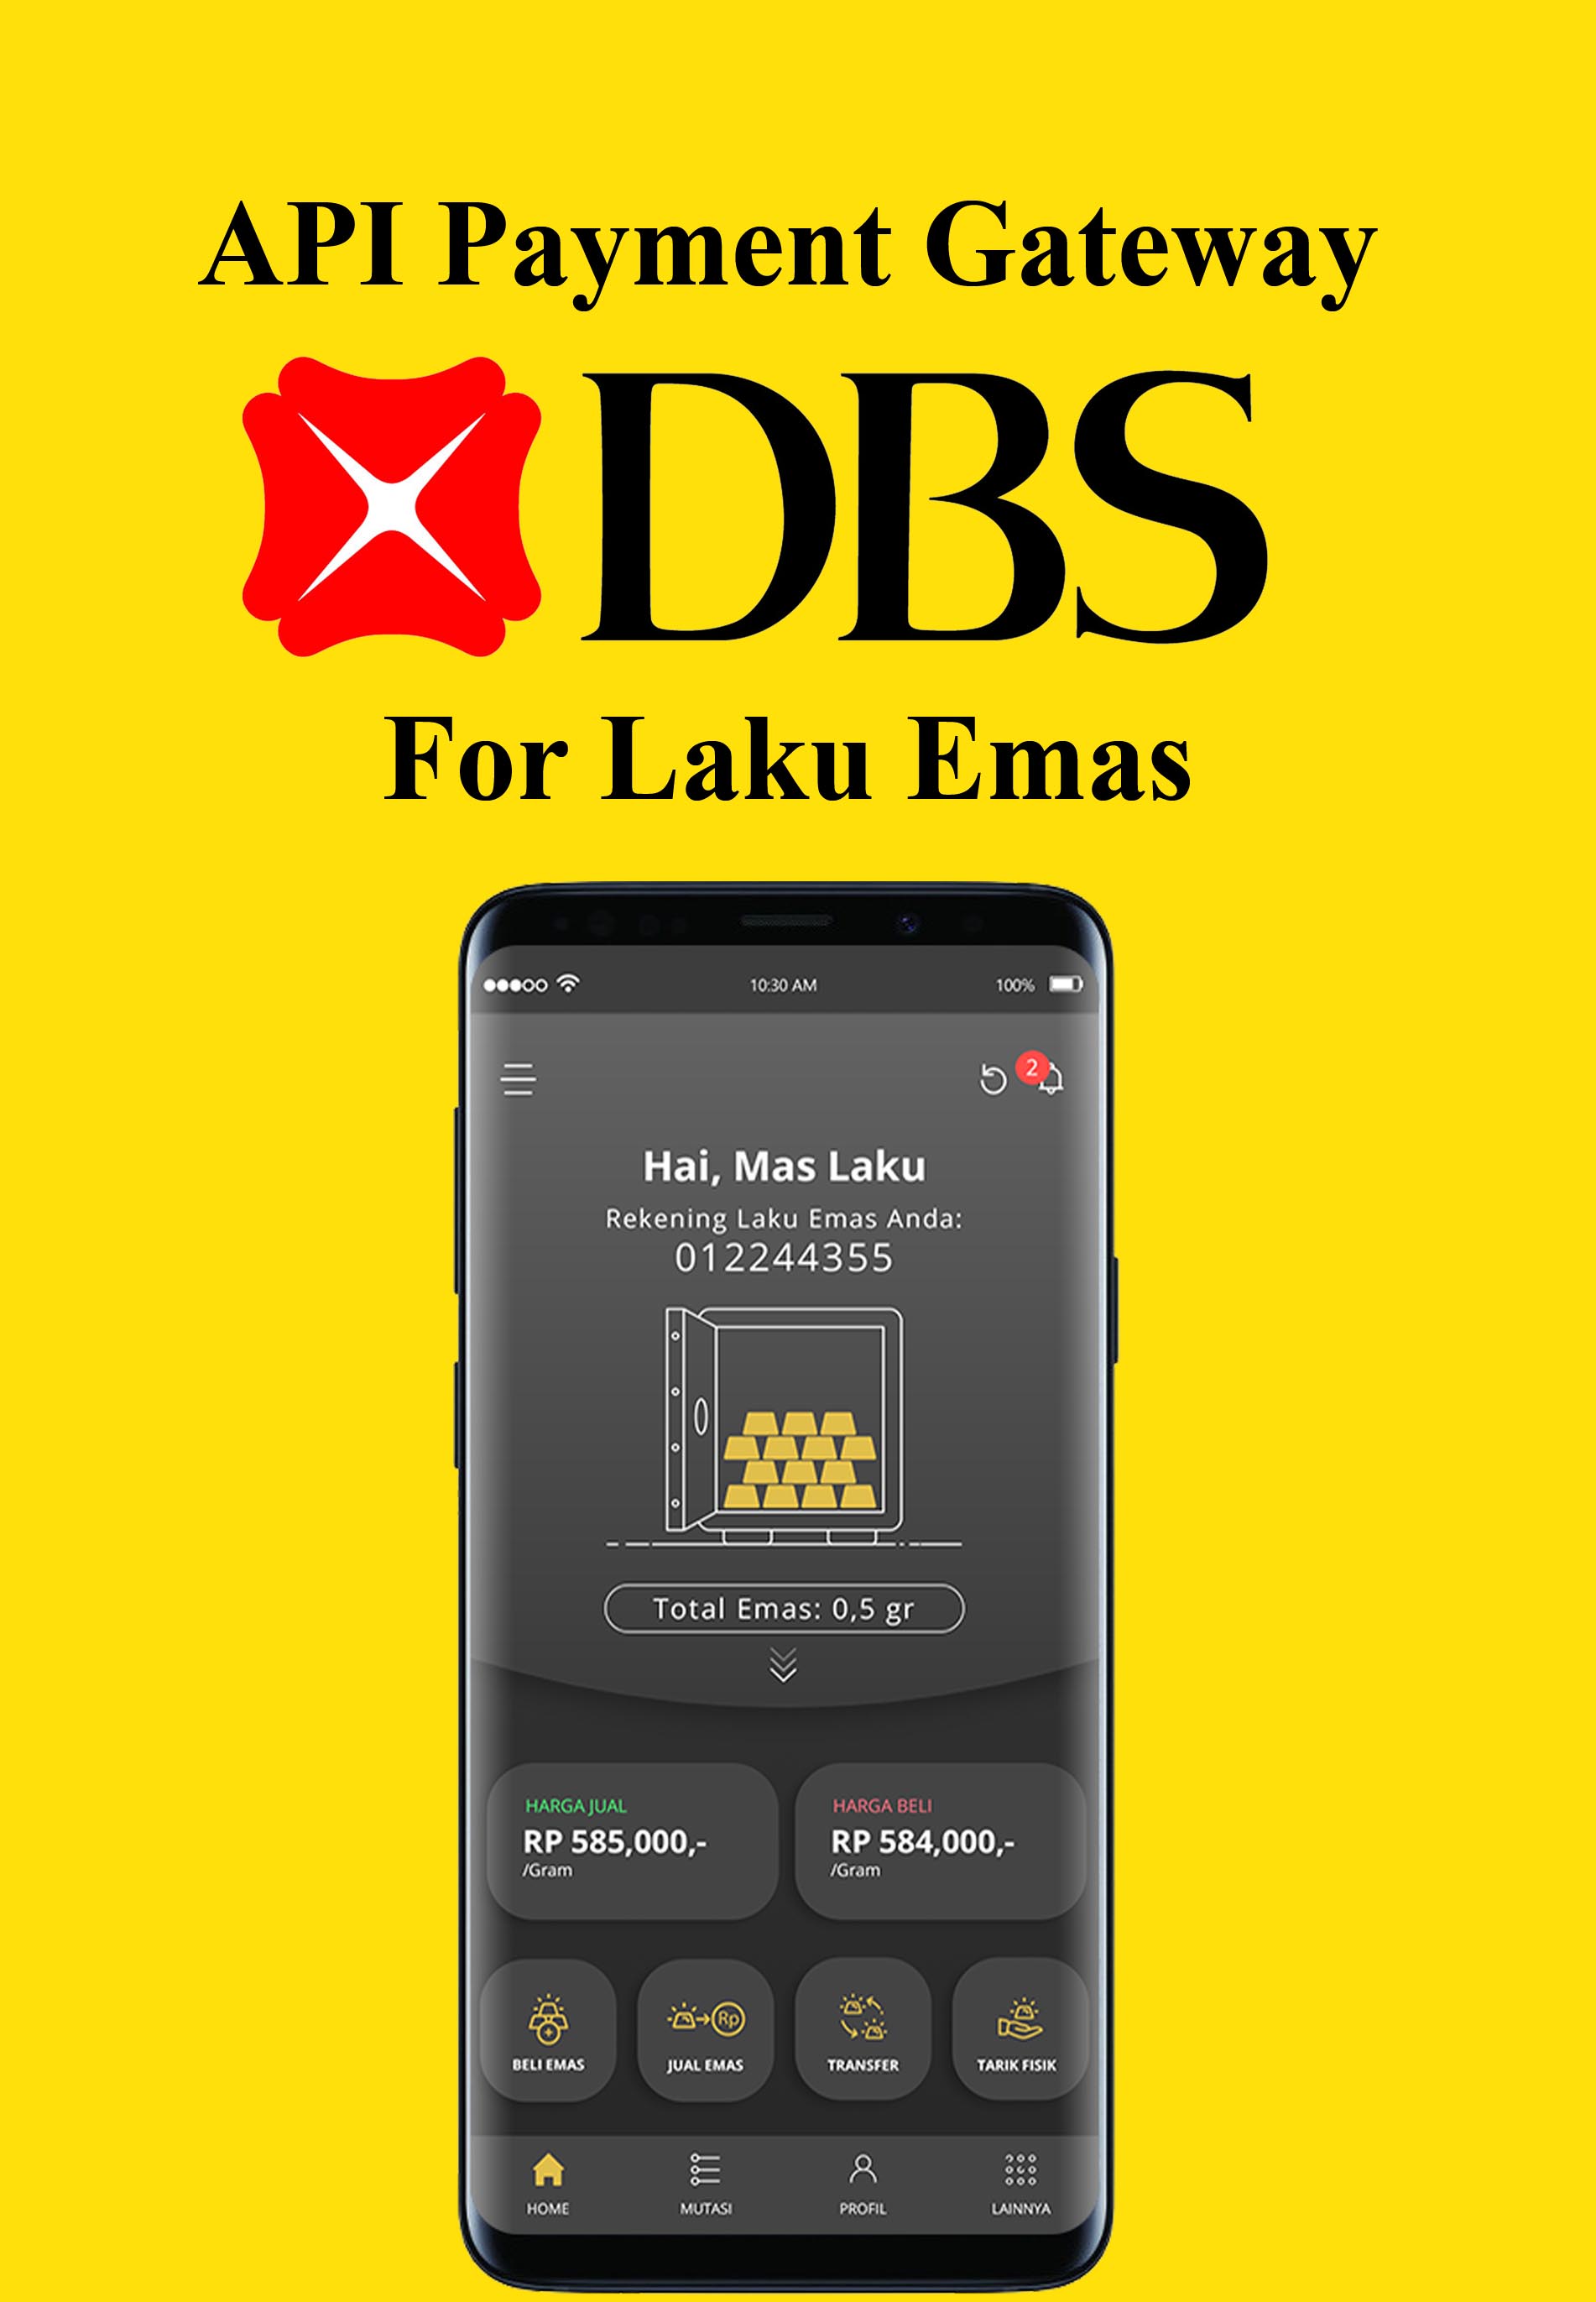 API Payment Gateway
DBS
For Laku Emas
10:30 AM 100%
2
Hai, Mas Laku
Rekening Laku Emas Anda:
012244355
Total Emas: 0,5 gr
HARGA JUAL HARGA BELI
RP 585,000,- RP 584,000,-
/Gram /Gram
Rp
BELI EMAS JUAL EMAS TRANSFER TARIK FISIK
HOME MUTASI PROFIL LAINNYA